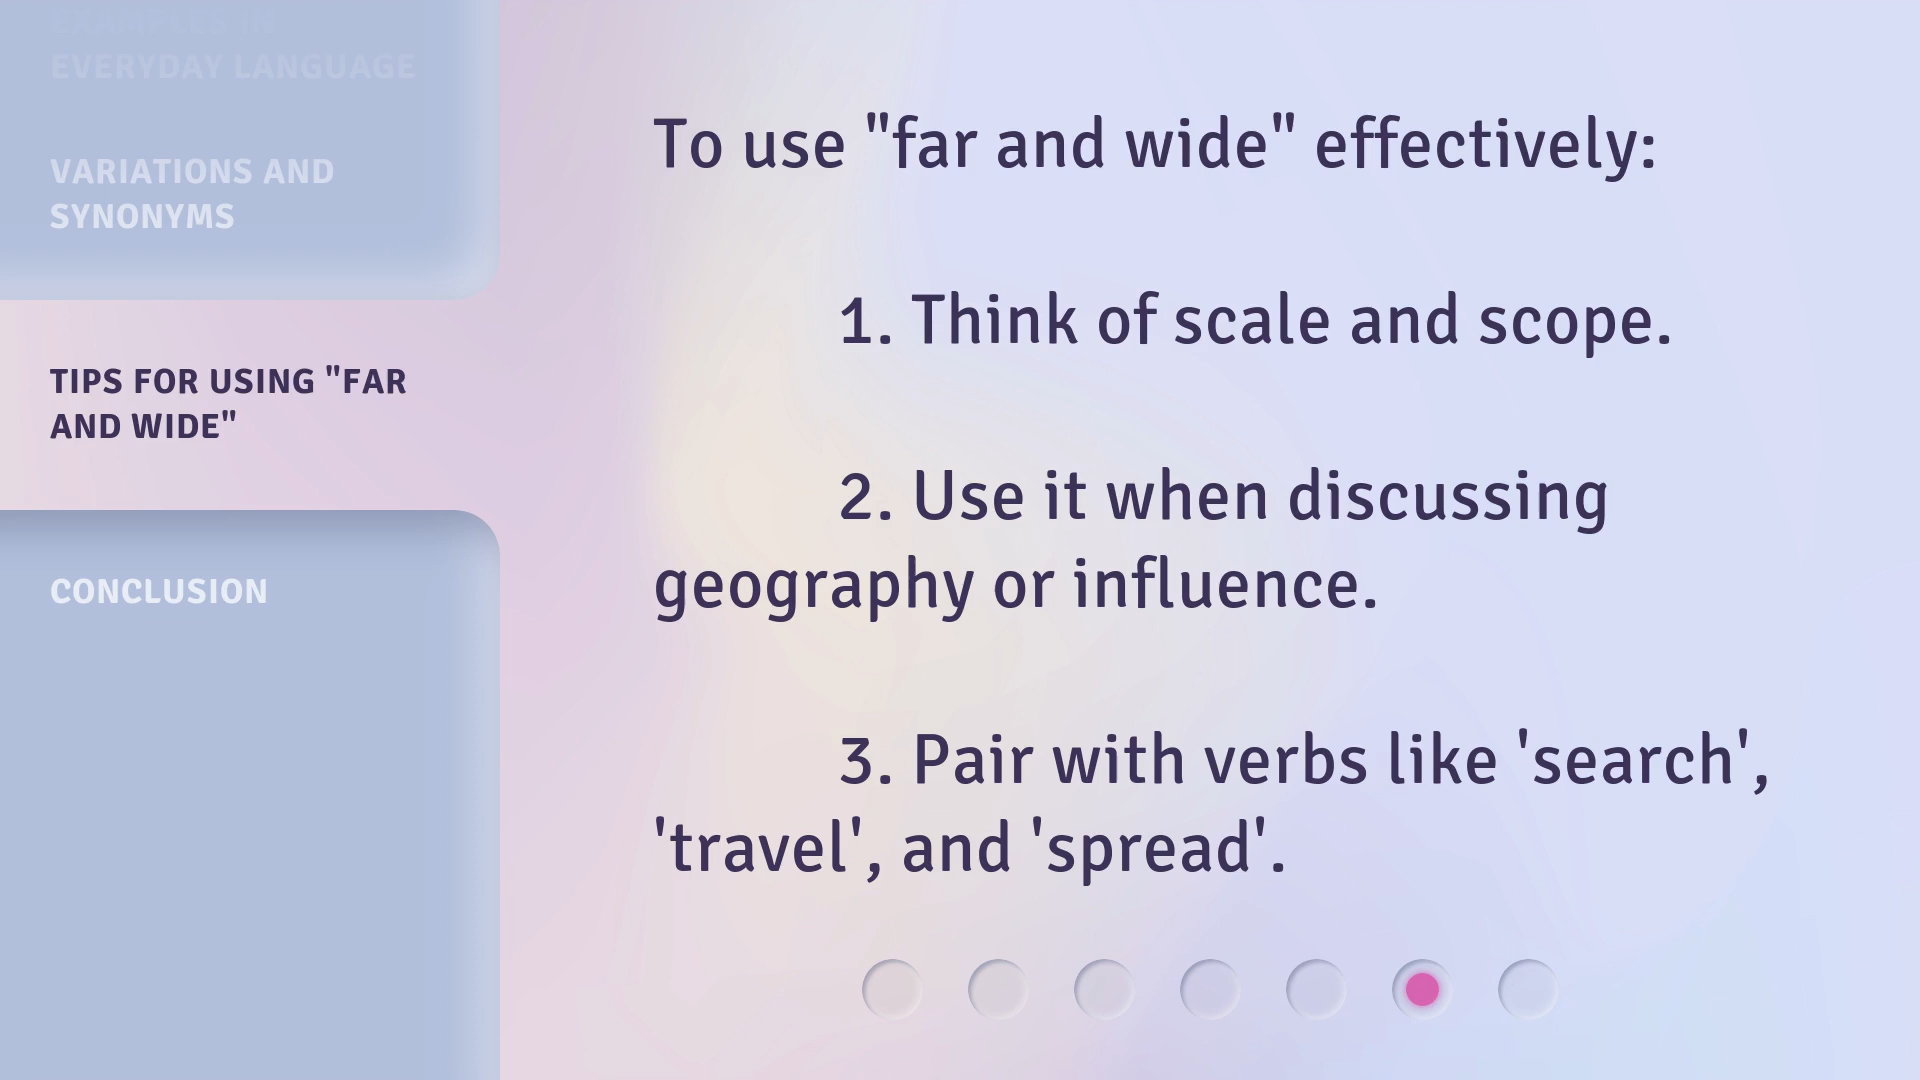 EXAMPLES IN
EVERYDAY LANGUAGE
VARIATIONS AND
SYNONYMS
TIPS FOR USING "FAR
AND WIDE"
CONCLUSION
To use "far and wide" effectively:
1. Think of scale and scope.
2. Use it when discussing
geography or influence.
3. Pair with verbs like 'search',
'travel', and 'spread'.